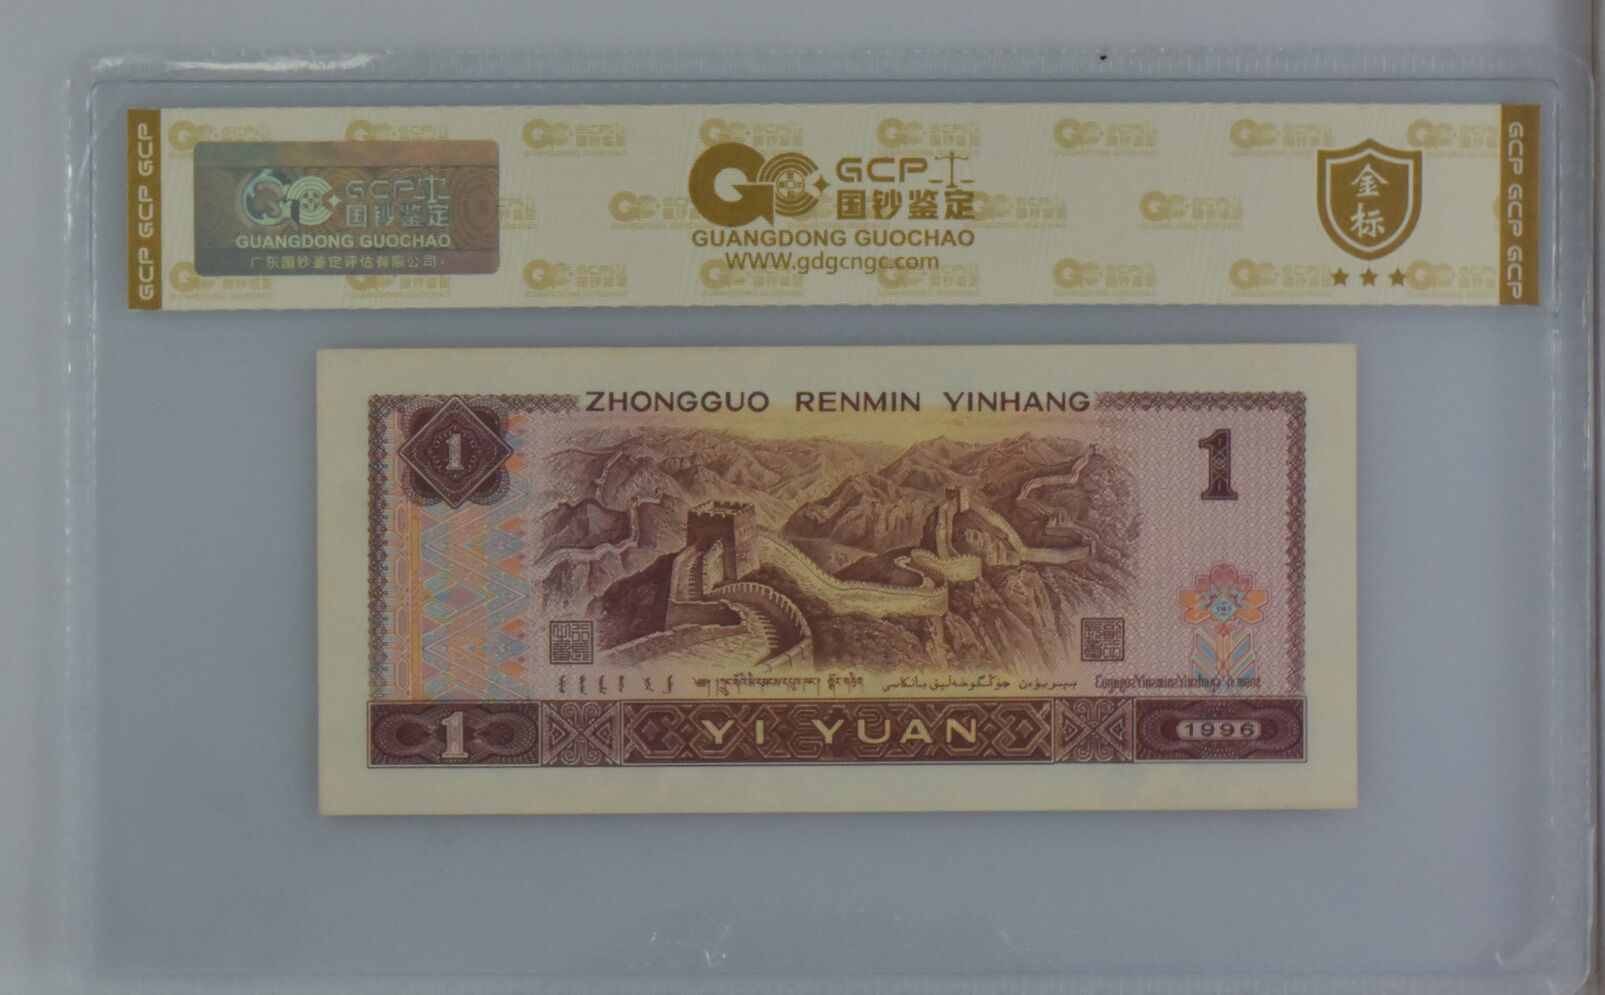 GCP GCP GCP
GCP
国钞鉴定
GUANGDONG GUOCHAO
广东国钞鉴定评估有限公司
GCP
国钞鉴定
GUANGDONG GUOCHAO
www.gdgcngc.com
金
标
GCP GCP GCP
ZHONGGUO RENMIN YINHANG
1
1
1
YI YUAN
1996